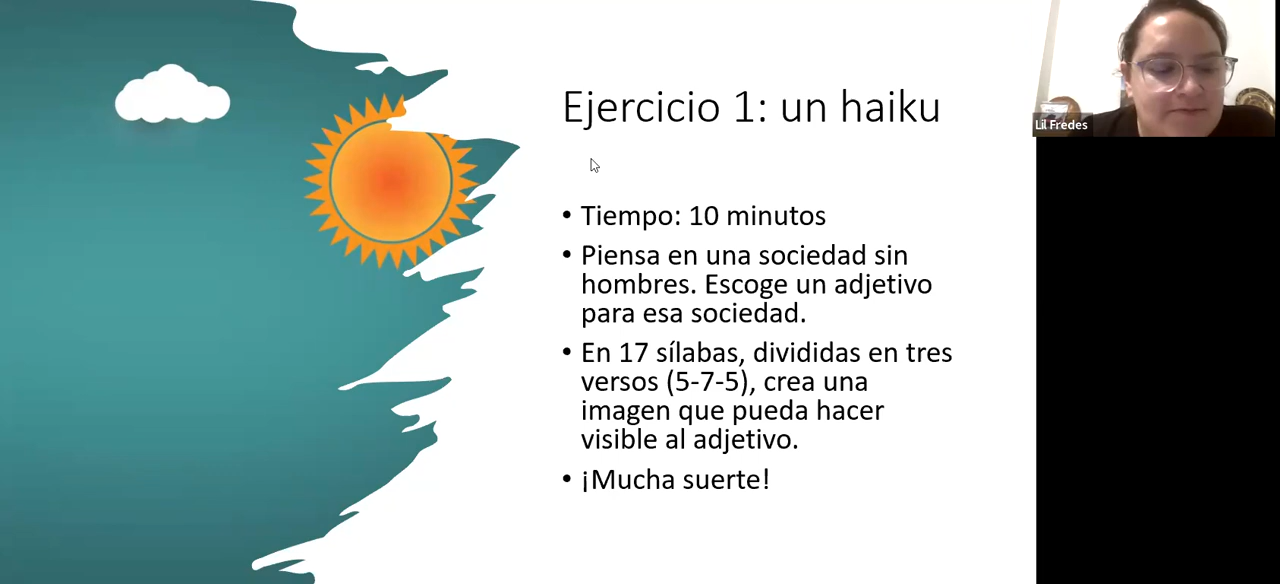 Ejercicio 1: un haiku
Lil Fredes
• Tiempo: 10 minutos
• Piensa en una sociedad sin
hombres. Escoge un adjetivo
para esa sociedad.
• En 17 sílabas, divididas en tres
versos (5-7-5), crea una
imagen que pueda hacer
visible al adjetivo.
• ¡Mucha suerte!